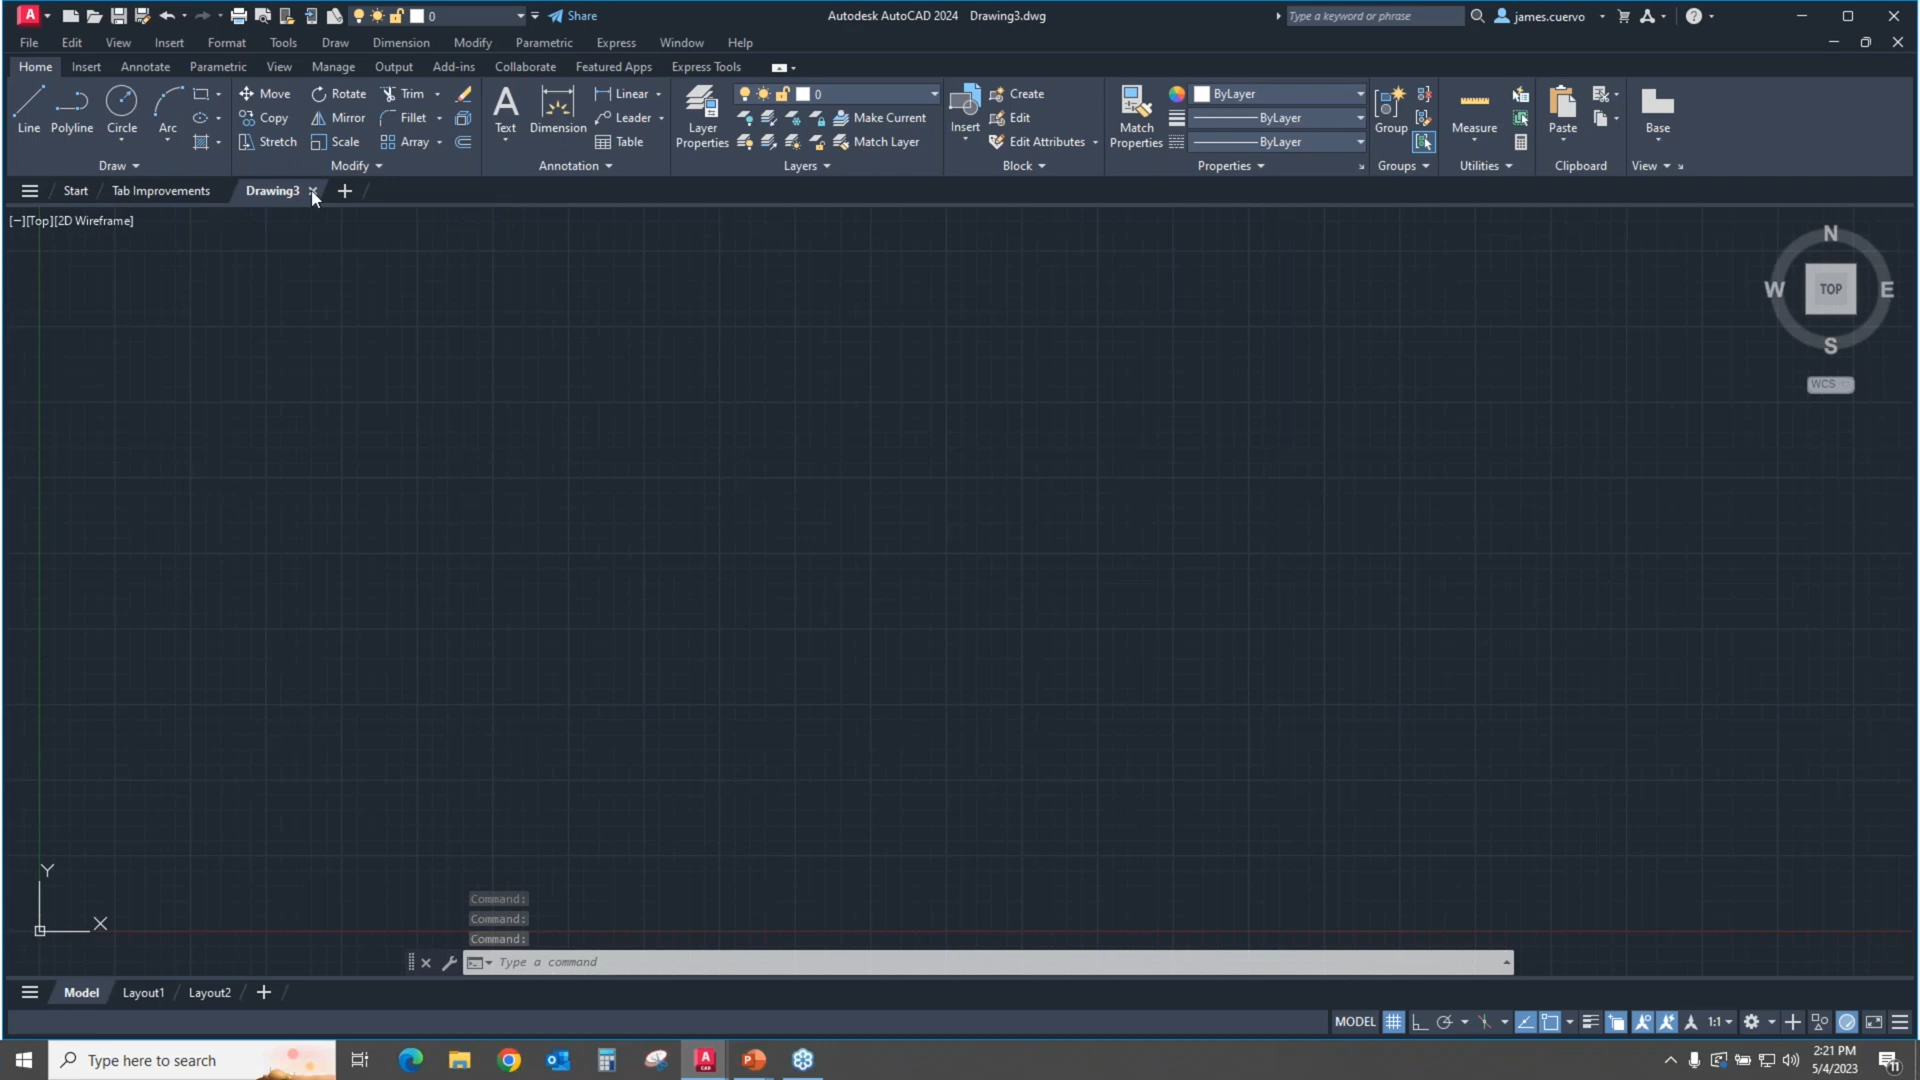 A 0 Share Autodesk AutoCAD 2024 Drawing3.dwg Type a keyword or phrase james.cuervo
File Edit View Insert Format Tools Draw Dimension Modify Parametric Express Window Help
Home Insert Annotate Parametric View Manage Output Add-ins Collaborate Featured Apps Express Tools
Move Rotate Trim Linear 0 Create ByLayer
Line Polyline Circle Arc Copy Mirror Fillet Text Dimension Leader Layer Properties Make Current Insert Edit Match Properties ByLayer Group Measure Paste Base
Stretch Scale Array Table Match Layer Edit Attributes ByLayer
Draw Modify Annotation Layers Block Properties Groups Utilities Clipboard View
Start Tab Improvements Drawing3
[−][Top][2D Wireframe]
N
W TOP E
S
WCS
Y
X
Command:
Command:
Command:
Type a command
Model Layout1 Layout2
MODEL 1:1
Type here to search
2:21 PM
5/4/2023
11